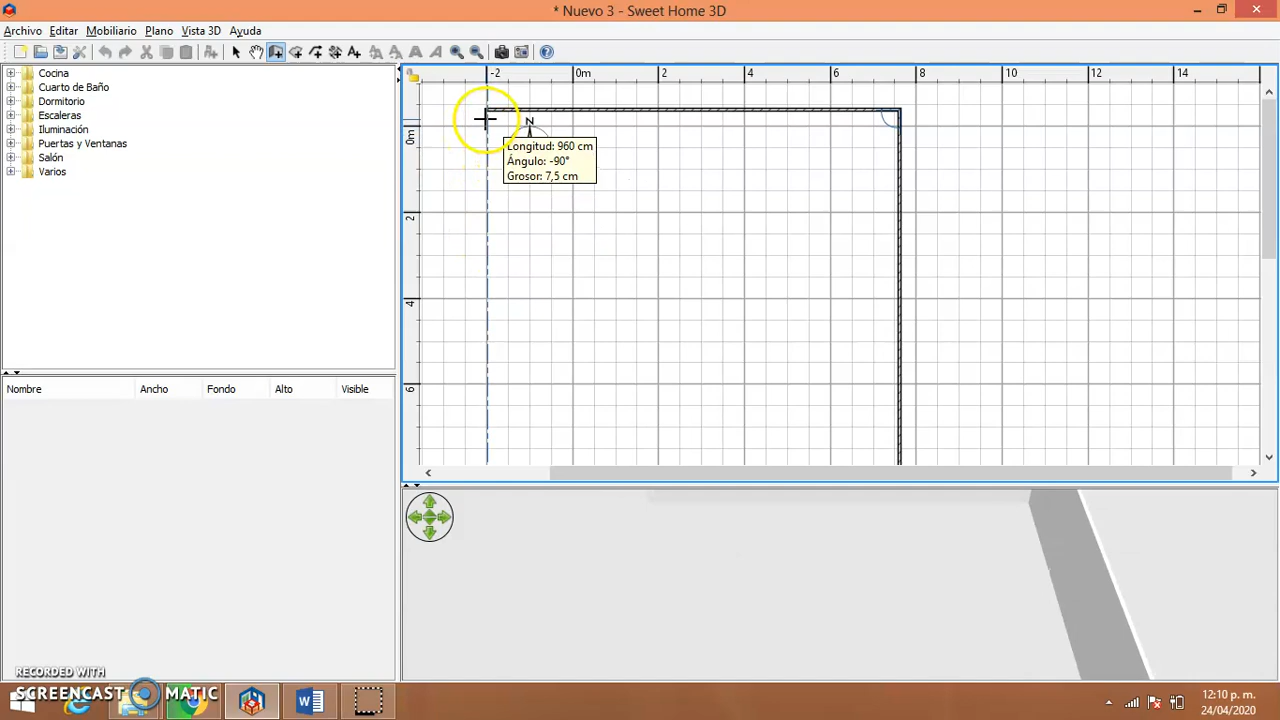 * Nuevo 3 - Sweet Home 3D
Archivo Editar Mobiliario Plano Vista 3D Ayuda
Cocina
Cuarto de Baño
Dormitorio
Escaleras
Iluminación
Puertas y Ventanas
Salón
Varios
Nombre Ancho Fondo Alto Visible
-2 0m 2 4 6 8 10 12 14
0m
2
4
6
N
Longitud: 960 cm
Ángulo: -90°
Grosor: 7,5 cm
RECORDED WITH
SCREENCAST MATIC
12:10 p. m.
24/04/2020